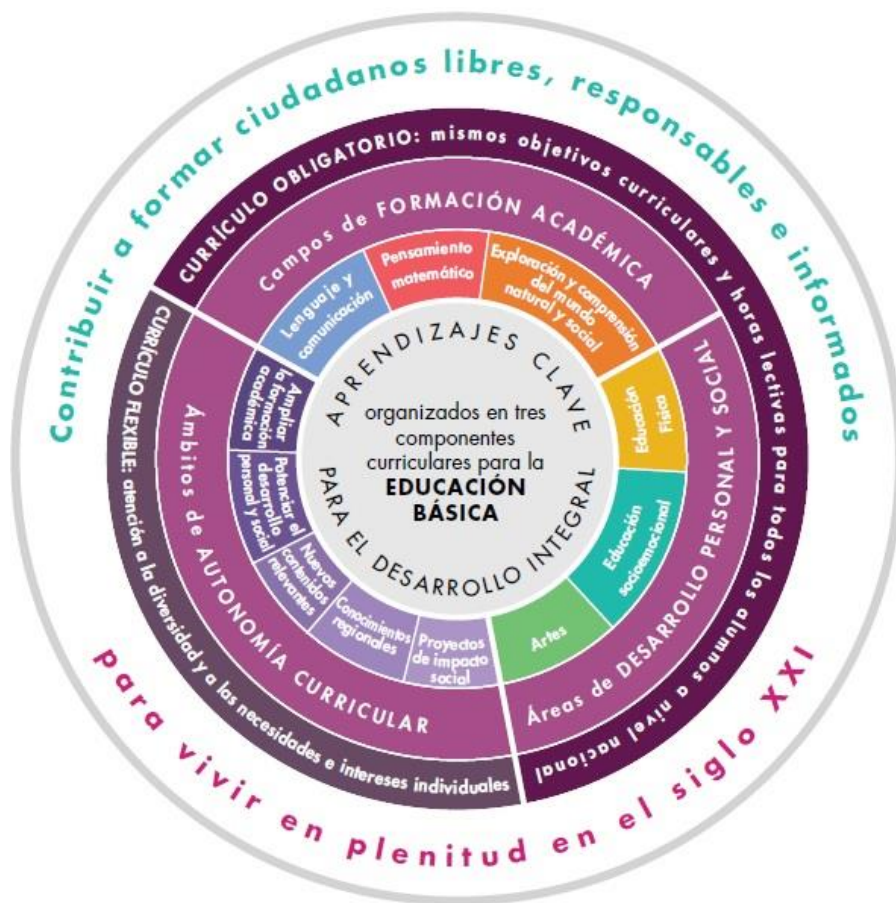 Contribuir a formar ciudadanos libres, responsables e informados
para vivir en plenitud en el siglo XXI
CURRÍCULO OBLIGATORIO: mismos objetivos curriculares y horas lectivas para todos los alumnos a nivel nacional
CURRÍCULO FLEXIBLE: atención a la diversidad y a las necesidades e intereses individuales
Campos de FORMACIÓN ACADÉMICA
Lenguaje y
comunicación
Pensamiento
matemático
Exploración y comprensión
del mundo
natural y social
Áreas de DESARROLLO PERSONAL Y SOCIAL
Educación
Física
Educación
socioemocional
Artes
Ámbitos de AUTONOMÍA CURRICULAR
Ampliar
la formación
académica
Potenciar el
desarrollo
personal y social
Nuevos
contenidos
relevantes
Conocimientos
regionales
Proyectos
de impacto
social
APRENDIZAJES CLAVE
PARA EL DESARROLLO INTEGRAL
organizados en tres
componentes
curriculares para la
EDUCACIÓN
BÁSICA